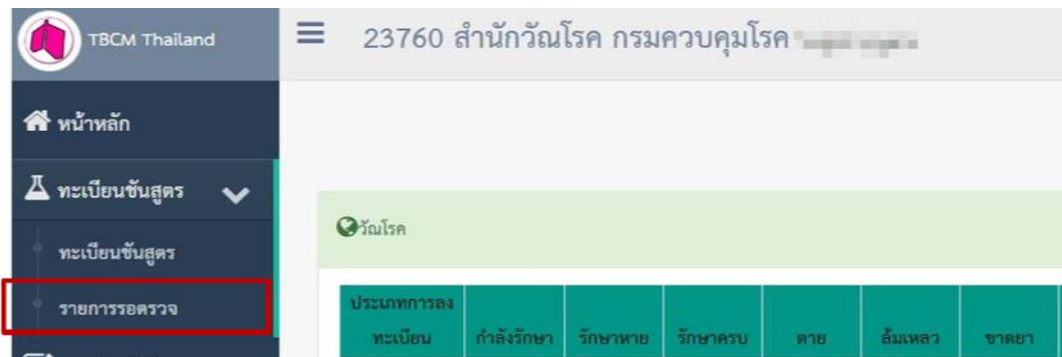 TBCM Thailand
23760 สำนักวัณโรค กรมควบคุมโรค
หน้าหลัก
ทะเบียนชันสูตร
ทะเบียนชันสูตร
รายการรอตรวจ
วัณโรค
ประเภทการลง
ทะเบียน
กำลังรักษา
รักษาหาย
รักษาครบ
ตาย
ล้มเหลว
ขาดยา